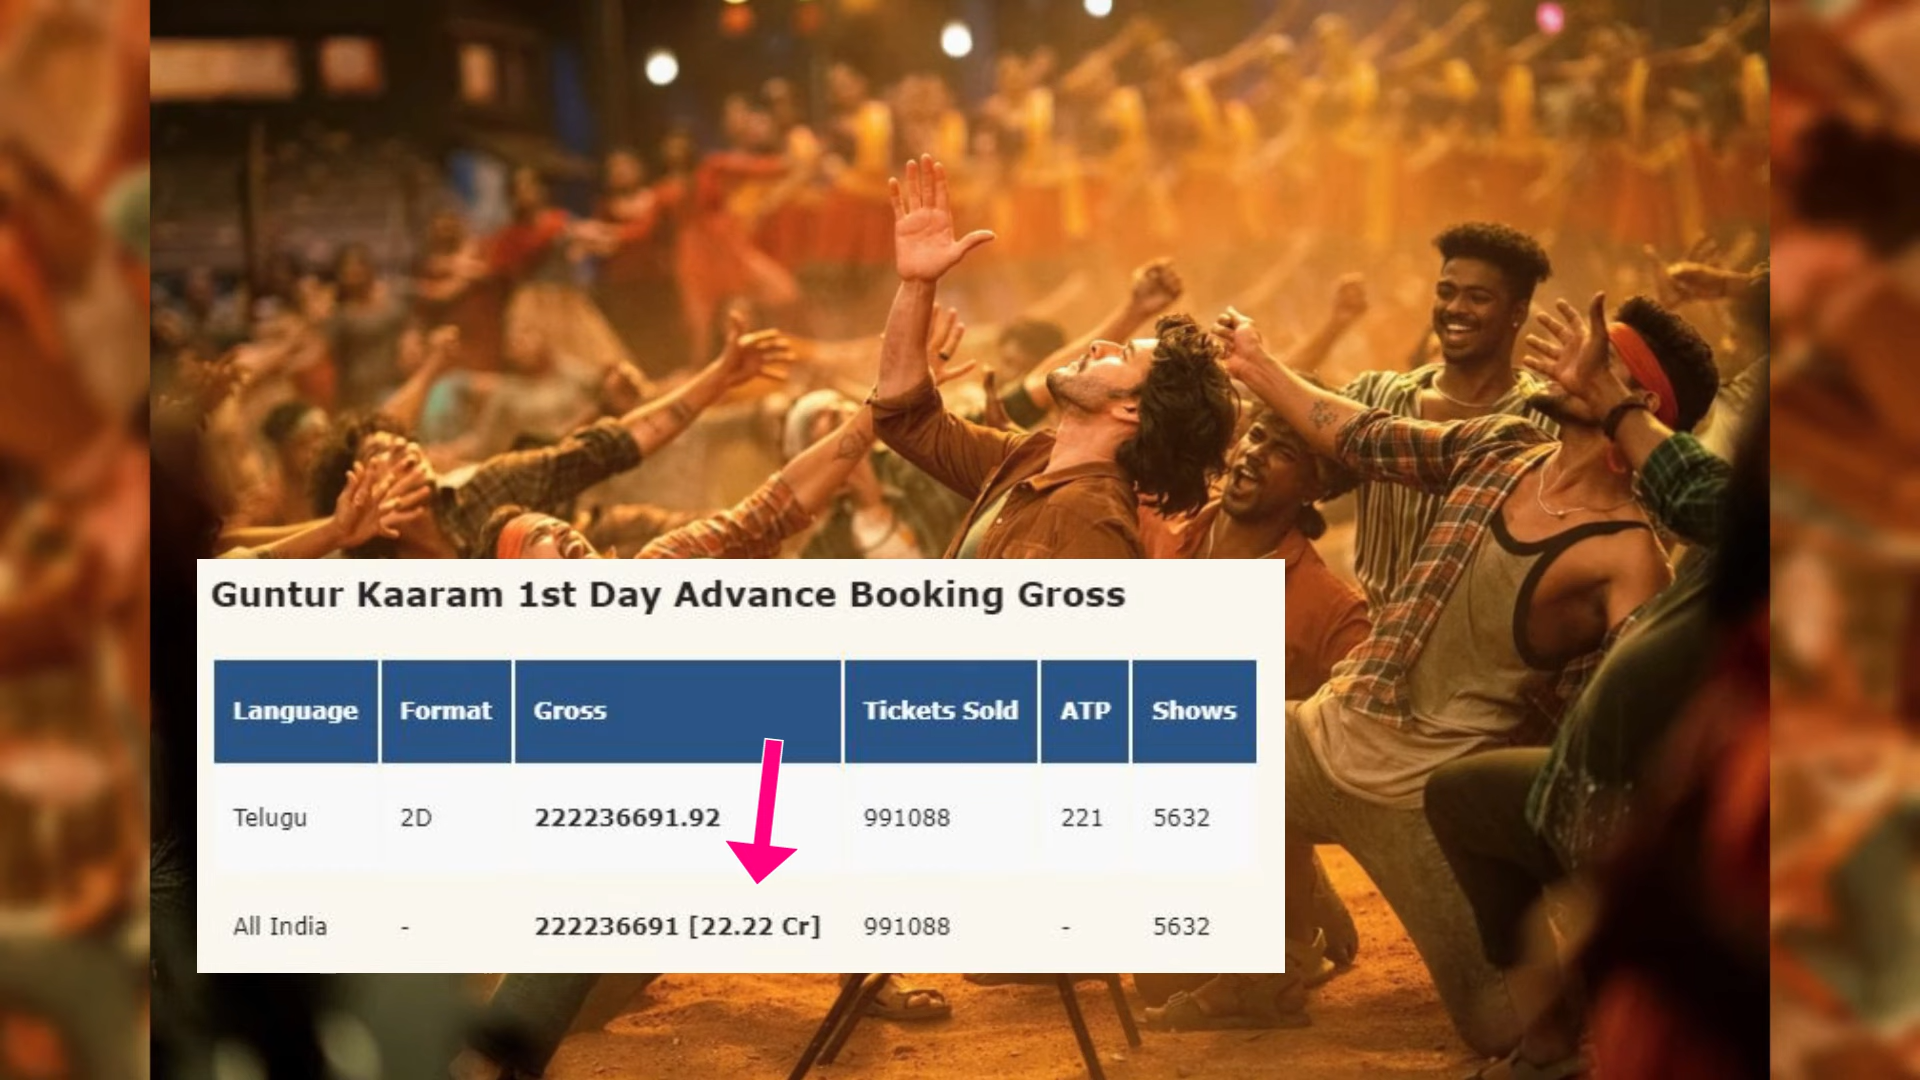 Guntur Kaaram 1st Day Advance Booking Gross
Language Format Gross Tickets Sold ATP Shows
Telugu 2D 222236691.92 991088 221 5632
All India - 222236691 [22.22 Cr] 991088 - 5632